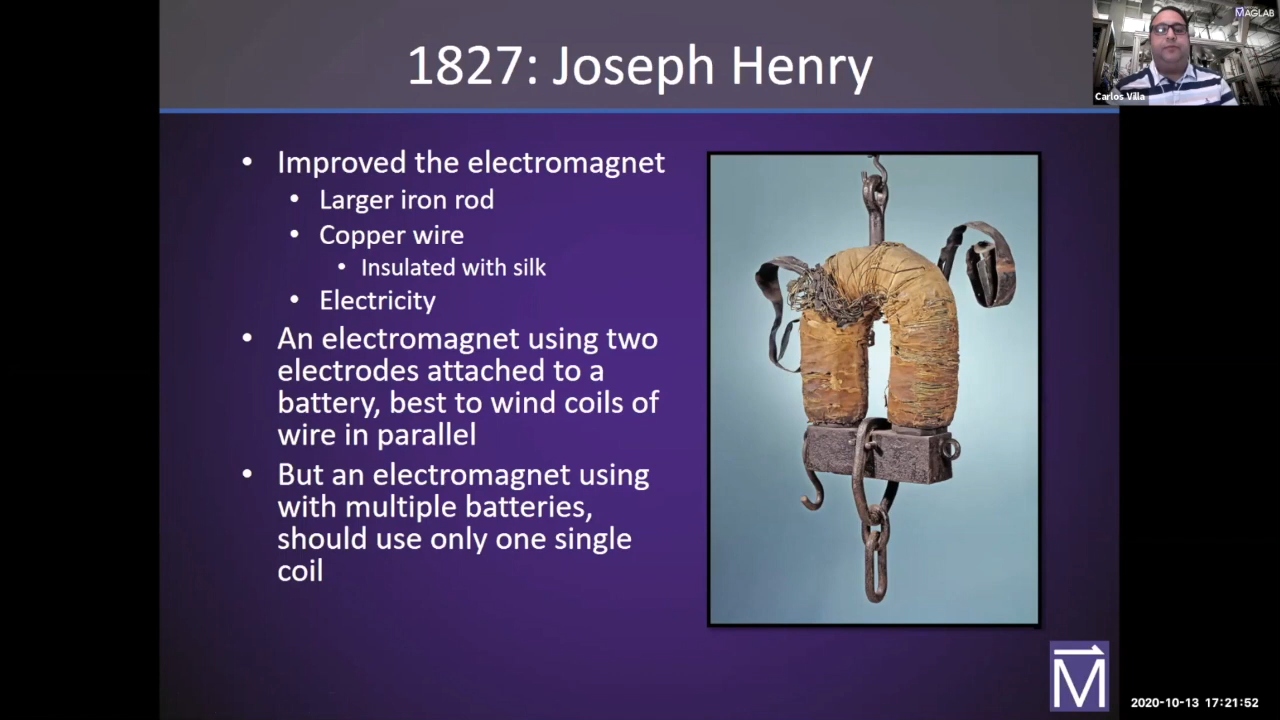 1827: Joseph Henry
MAGLAB
Carlos Villa
• Improved the electromagnet
• Larger iron rod
• Copper wire
• Insulated with silk
• Electricity
• An electromagnet using two
electrodes attached to a
battery, best to wind coils of
wire in parallel
• But an electromagnet using
with multiple batteries,
should use only one single
coil
M
2020-10-13 17:21:52